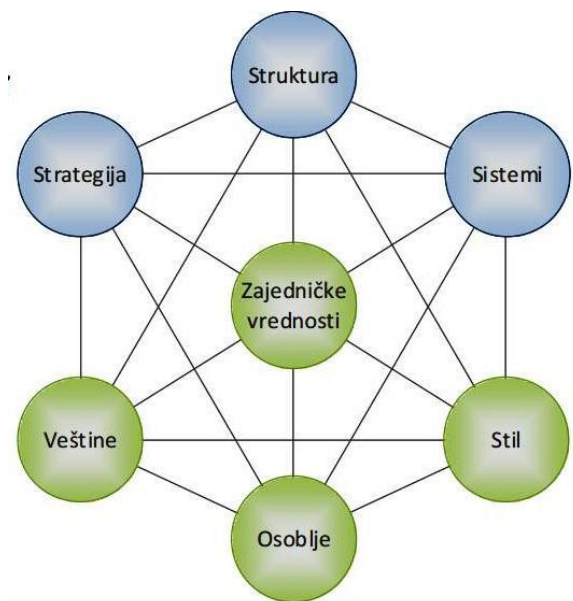 Struktura
Strategija
Sistemi
Zajedničke
vrednosti
Veštine
Stil
Osoblje